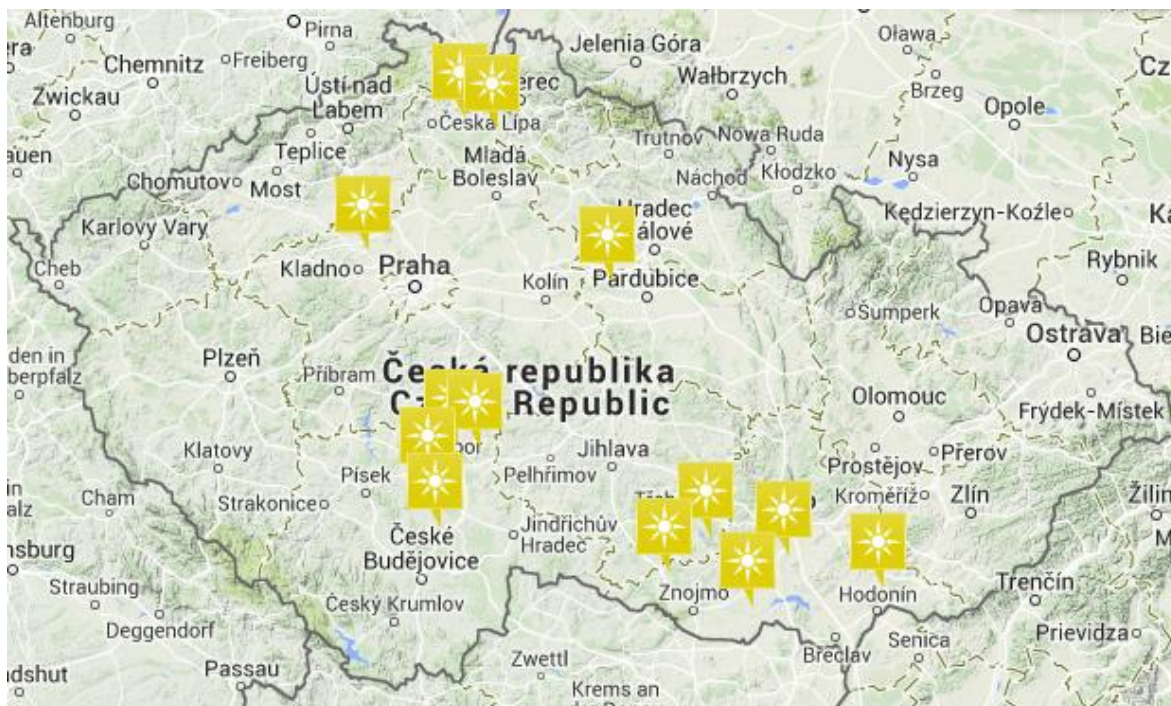 Altenburg
Pirna
Jelenia Góra
Oława
Chemnitz
Freiberg
Wałbrzych
Brzeg
Zwickau
Ústí nad
Labem
Opole
Česká Lípa
Trutnov
Nowa Ruda
Teplice
Mladá
Boleslav
Nysa
Chomutov
Most
Náchod
Kłodzko
Hradec
Kędzierzyn-Koźle
Karlovy Vary
Kladno
Praha
Kolín
Pardubice
Rybnik
Cheb
Šumperk
Opava
Ostrava
Plzeň
Příbram
Česká republika
Czech Republic
Olomouc
Frýdek-Místek
Klatovy
Písek
Pelhřimov
Jihlava
Prostějov
Přerov
Cham
Strakonice
Kroměříž
Zlín
České
Budějovice
Jindřichův
Hradec
Straubing
Znojmo
Hodonín
Trenčín
Deggendorf
Český Krumlov
Břeclav
Senica
Prievidza
Passau
Zwettl
Krems an